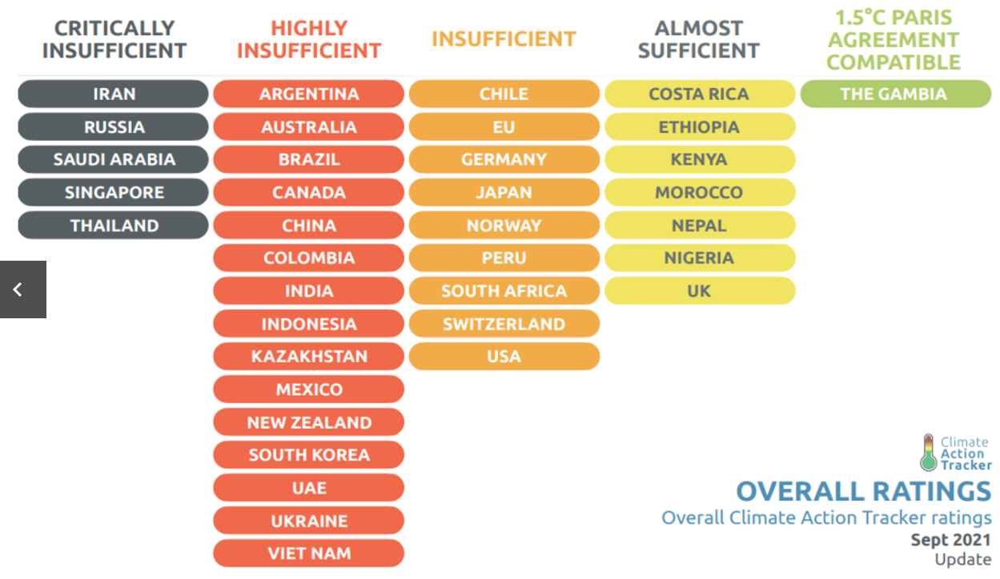 CRITICALLY
INSUFFICIENT
IRAN
RUSSIA
SAUDI ARABIA
SINGAPORE
THAILAND
HIGHLY
INSUFFICIENT
ARGENTINA
AUSTRALIA
BRAZIL
CANADA
CHINA
COLOMBIA
INDIA
INDONESIA
KAZAKHSTAN
MEXICO
NEW ZEALAND
SOUTH KOREA
UAE
UKRAINE
VIET NAM
INSUFFICIENT
CHILE
EU
GERMANY
JAPAN
NORWAY
PERU
SOUTH AFRICA
SWITZERLAND
USA
ALMOST
SUFFICIENT
COSTA RICA
ETHIOPIA
KENYA
MOROCCO
NEPAL
NIGERIA
UK
1.5°C PARIS
AGREEMENT
COMPATIBLE
THE GAMBIA
Climate
Action
Tracker
OVERALL RATINGS
Overall Climate Action Tracker ratings
Sept 2021
Update